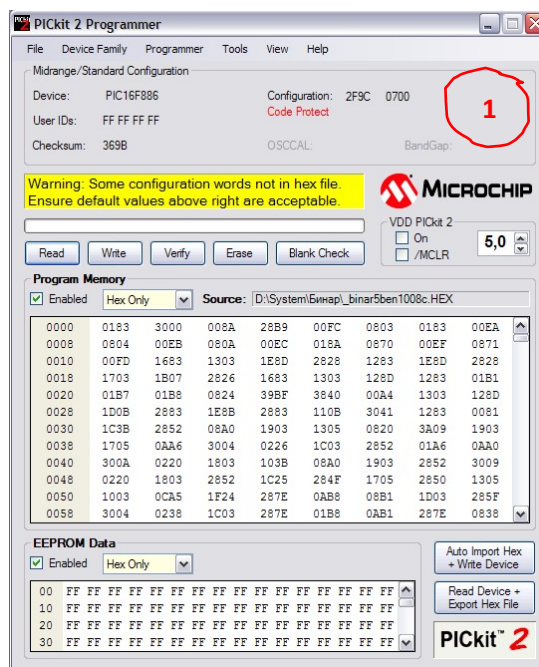 PICkit 2 Programmer
File Device Family Programmer Tools View Help
Midrange/Standard Configuration
Device: PIC16F886 Configuration: 2F9C 0700
Code Protect
User IDs: FF FF FF FF
Checksum: 369B OSCCAL: BandGap:
1
Warning: Some configuration words not in hex file.
Ensure default values above right are acceptable.
MICROCHIP
VDD PICkit 2
On
/MCLR
5,0
Read Write Verify Erase Blank Check
Program Memory
Enabled Hex Only Source: D:\System\Бинар\_binar5ben1008c.HEX
0000 0183 3000 008A 28B9 00FC 0803 0183 00EA
0008 0804 00EB 080A 00EC 018A 0870 00EF 0871
0010 00FD 1683 1303 1E8D 2828 1283 1E8D 2828
0018 1703 1B07 2826 1683 1303 128D 1283 01B1
0020 01B7 01B8 0824 39BF 3840 00A4 1303 128D
0028 1D0B 2883 1E8B 2883 110B 3041 1283 0081
0030 1C3B 2852 08A0 1903 1305 0820 3A09 1903
0038 1705 0AA6 3004 0226 1C03 2852 01A6 0AA0
0040 300A 0220 1803 103B 08A0 1903 2852 3009
0048 0220 1803 2852 1C25 284F 1705 2850 1305
0050 1003 0CA5 1F24 287E 0AB8 08B1 1D03 285F
0058 3004 0238 1C03 287E 01B8 0AB1 287E 0838
EEPROM Data
Enabled Hex Only
00 FF FF FF FF FF FF FF FF FF FF FF FF FF FF FF FF
10 FF FF FF FF FF FF FF FF FF FF FF FF FF FF FF FF
20 FF FF FF FF FF FF FF FF FF FF FF FF FF FF FF FF
30 FF FF FF FF FF FF FF FF FF FF FF FF FF FF FF FF
Auto Import Hex
+ Write Device
Read Device +
Export Hex File
PICkit™ 2